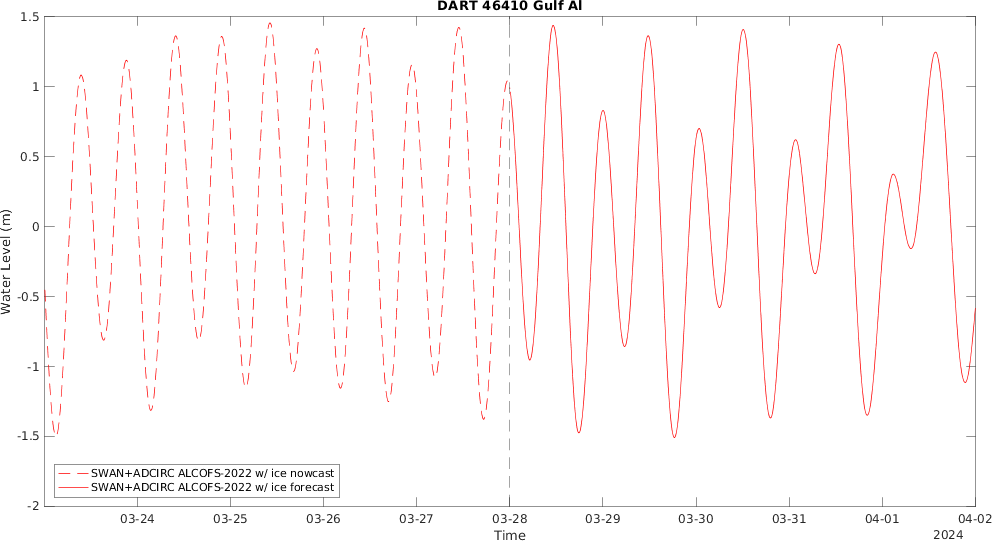 DART 46410 Gulf Al
1.5
1
0.5
0
-0.5
-1
-1.5
-2
Water Level (m)
SWAN+ADCIRC ALCOFS-2022 w/ ice nowcast
SWAN+ADCIRC ALCOFS-2022 w/ ice forecast
03-24 03-25 03-26 03-27 03-28 03-29 03-30 03-31 04-01 04-02
Time
2024